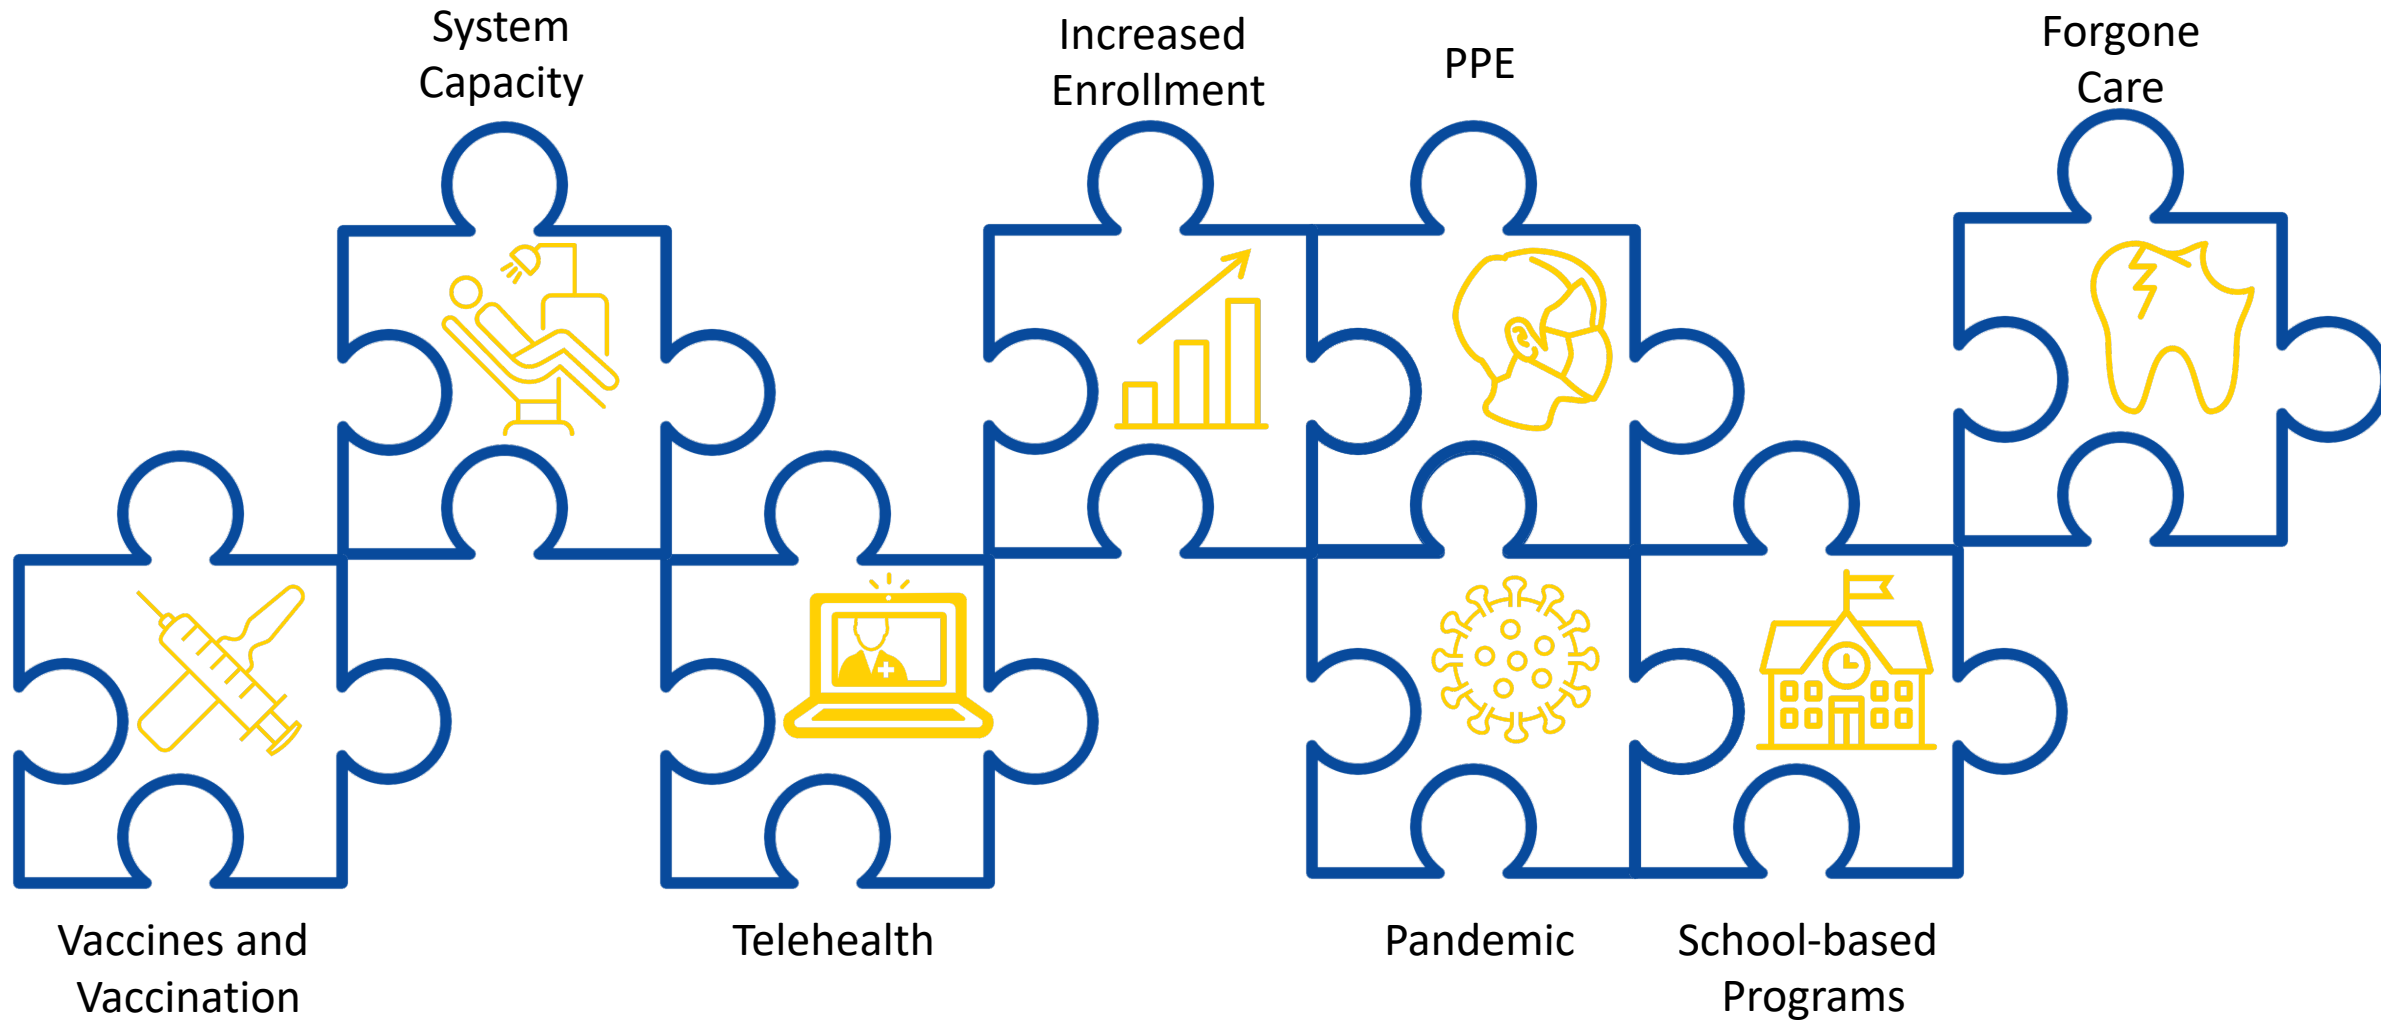 System
Capacity
Increased
Enrollment
PPE
Forgone
Care
Vaccines and
Vaccination
Telehealth
Pandemic
School-based
Programs